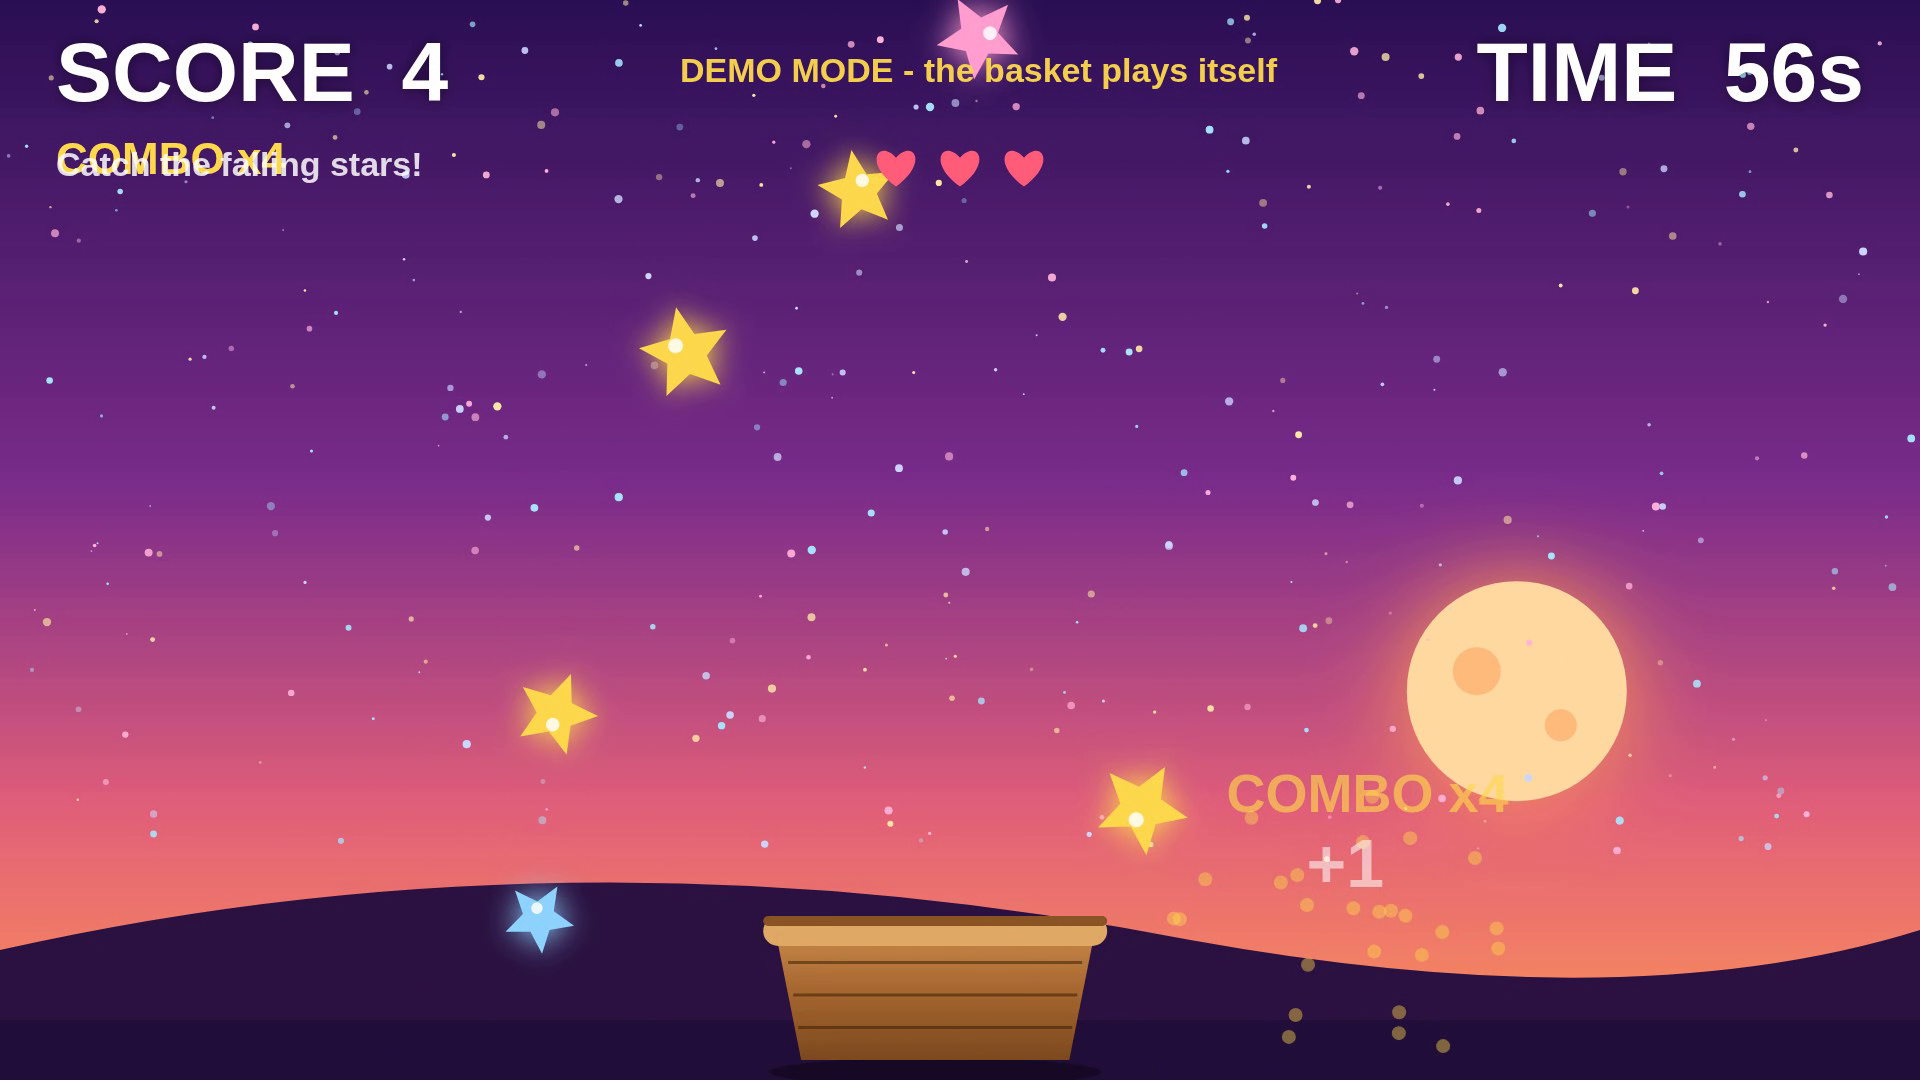 SCORE 4
DEMO MODE - the basket plays itself
TIME 56s
COMBO x4
Catch the falling stars!
COMBO x4
+1